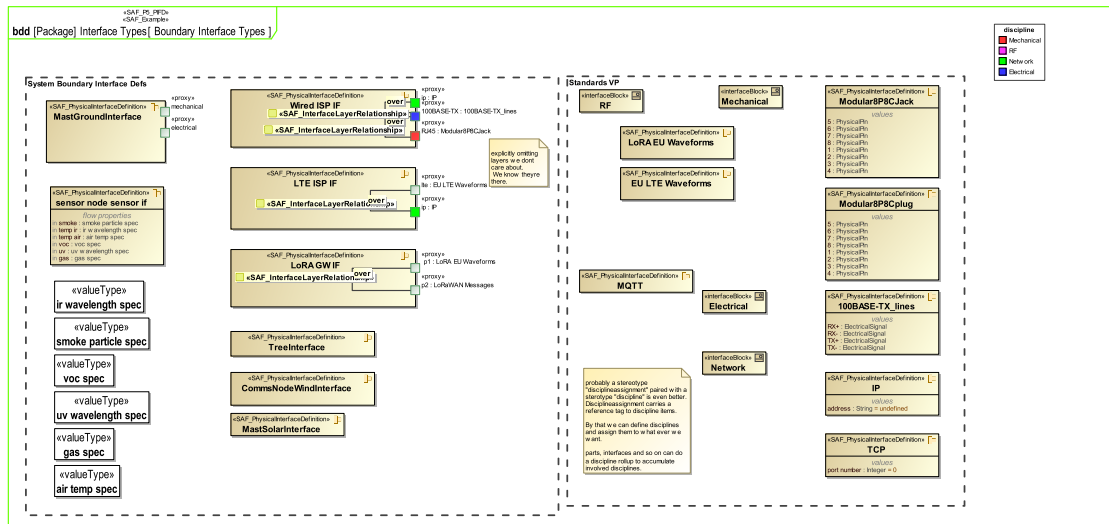 «SAF_P5_PIFD»
«SAF_Example»
bdd [Package] Interface Types[ Boundary Interface Types ]
discipline
Mechanical
RF
Network
Electrical
System Boundary Interface Defs
«SAF_PhysicalInterfaceDefinition»
MastGroundInterface
«proxy»
mechanical
«proxy»
electrical
«SAF_PhysicalInterfaceDefinition»
sensor node sensor if
flow properties
in smoke : smoke particle spec
in temp ir : ir wavelength spec
in temp air : air temp spec
in voc : voc spec
in uv : uv wavelength spec
in gas : gas spec
«valueType»
ir wavelength spec
«valueType»
smoke particle spec
«valueType»
voc spec
«valueType»
uv wavelength spec
«valueType»
gas spec
«valueType»
air temp spec
«SAF_PhysicalInterfaceDefinition»
Wired ISP IF
over
«SAF_InterfaceLayerRelationship»
over
«SAF_InterfaceLayerRelationship»
«proxy»
ip : IP
«proxy»
100BASE-TX : 100BASE-TX_lines
«proxy»
RJ45 : Modular8P8CJack
explicitly omitting
layers we dont
care about.
We know theyre
there.
«SAF_PhysicalInterfaceDefinition»
LTE ISP IF
over
«SAF_InterfaceLayerRelationship»
«proxy»
lte : EU LTE Waveforms
«proxy»
ip : IP
«SAF_PhysicalInterfaceDefinition»
LoRA GW IF
over
«SAF_InterfaceLayerRelationship»
«proxy»
p1 : LoRA EU Waveforms
«proxy»
p2 : LoRaWAN Messages
«SAF_PhysicalInterfaceDefinition»
TreeInterface
«SAF_PhysicalInterfaceDefinition»
CommsNodeWindInterface
«SAF_PhysicalInterfaceDefinition»
MastSolarInterface
Standards VP
«interfaceBlock»
RF
«interfaceBlock»
Mechanical
«SAF_PhysicalInterfaceDefinition»
LoRA EU Waveforms
«SAF_PhysicalInterfaceDefinition»
EU LTE Waveforms
«SAF_PhysicalInterfaceDefinition»
MQTT
«interfaceBlock»
Electrical
«interfaceBlock»
Network
probably a stereotype
"disciplineassignment" paired with a
sterotype "discipline" is even better.
Disciplineassignment carries a
reference tag to discipline items.
By that we can define disciplines
and assign them to what ever we
want.
parts, interfaces and so on can do
a discipline rollup to accumulate
involved disciplines.
«SAF_PhysicalInterfaceDefinition»
Modular8P8CJack
values
5 : PhysicalPin
6 : PhysicalPin
7 : PhysicalPin
8 : PhysicalPin
1 : PhysicalPin
2 : PhysicalPin
3 : PhysicalPin
4 : PhysicalPin
«SAF_PhysicalInterfaceDefinition»
Modular8P8Cplug
values
5 : PhysicalPin
6 : PhysicalPin
7 : PhysicalPin
8 : PhysicalPin
1 : PhysicalPin
2 : PhysicalPin
3 : PhysicalPin
4 : PhysicalPin
«SAF_PhysicalInterfaceDefinition»
100BASE-TX_lines
values
RX+ : ElectricalSignal
RX- : ElectricalSignal
TX+ : ElectricalSignal
TX- : ElectricalSignal
«SAF_PhysicalInterfaceDefinition»
IP
values
address : String = undefined
«SAF_PhysicalInterfaceDefinition»
TCP
values
port number : Integer = 0